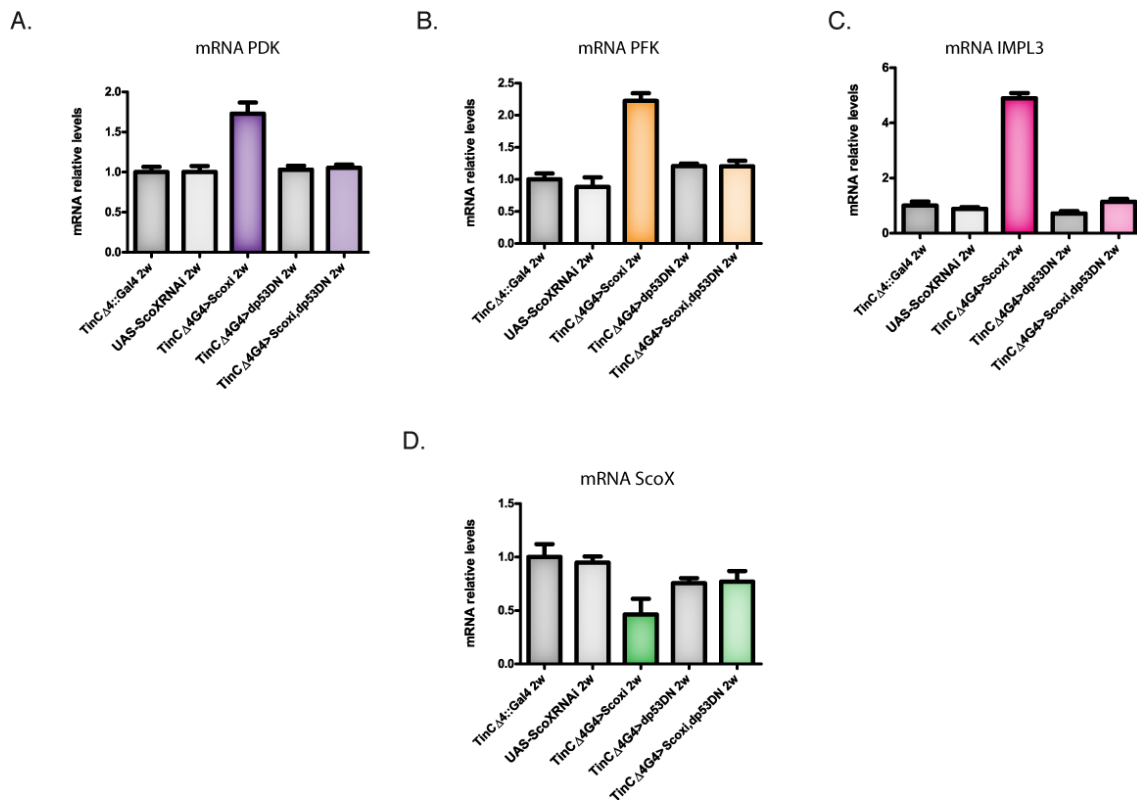 A.
mRNA PDK
mRNA relative levels
2.0
1.5
1.0
0.5
0.0
TinCΔ4::Gal4 2w
UAS-ScoXRNAi 2w
TinCΔ4G4>Scoxi 2w
TinCΔ4G4>dp53DN 2w
TinCΔ4G4>Scoxi,dp53DN 2w
B.
mRNA PFK
mRNA relative levels
2.5
2.0
1.5
1.0
0.5
0.0
TinCΔ4::Gal4 2w
UAS-ScoXRNAi 2w
TinCΔ4G4>Scoxi 2w
TinCΔ4G4>dp53DN 2w
TinCΔ4G4>Scoxi,dp53DN 2w
C.
mRNA IMPL3
mRNA relative levels
6
4
2
0
TinCΔ4::Gal4 2w
UAS-ScoXRNAi 2w
TinCΔ4G4>Scoxi 2w
TinCΔ4G4>dp53DN 2w
TinCΔ4G4>Scoxi,dp53DN 2w
D.
mRNA ScoX
mRNA relative levels
1.5
1.0
0.5
0.0
TinCΔ4::Gal4 2w
UAS-ScoXRNAi 2w
TinCΔ4G4>Scoxi 2w
TinCΔ4G4>dp53DN 2w
TinCΔ4G4>Scoxi,dp53DN 2w